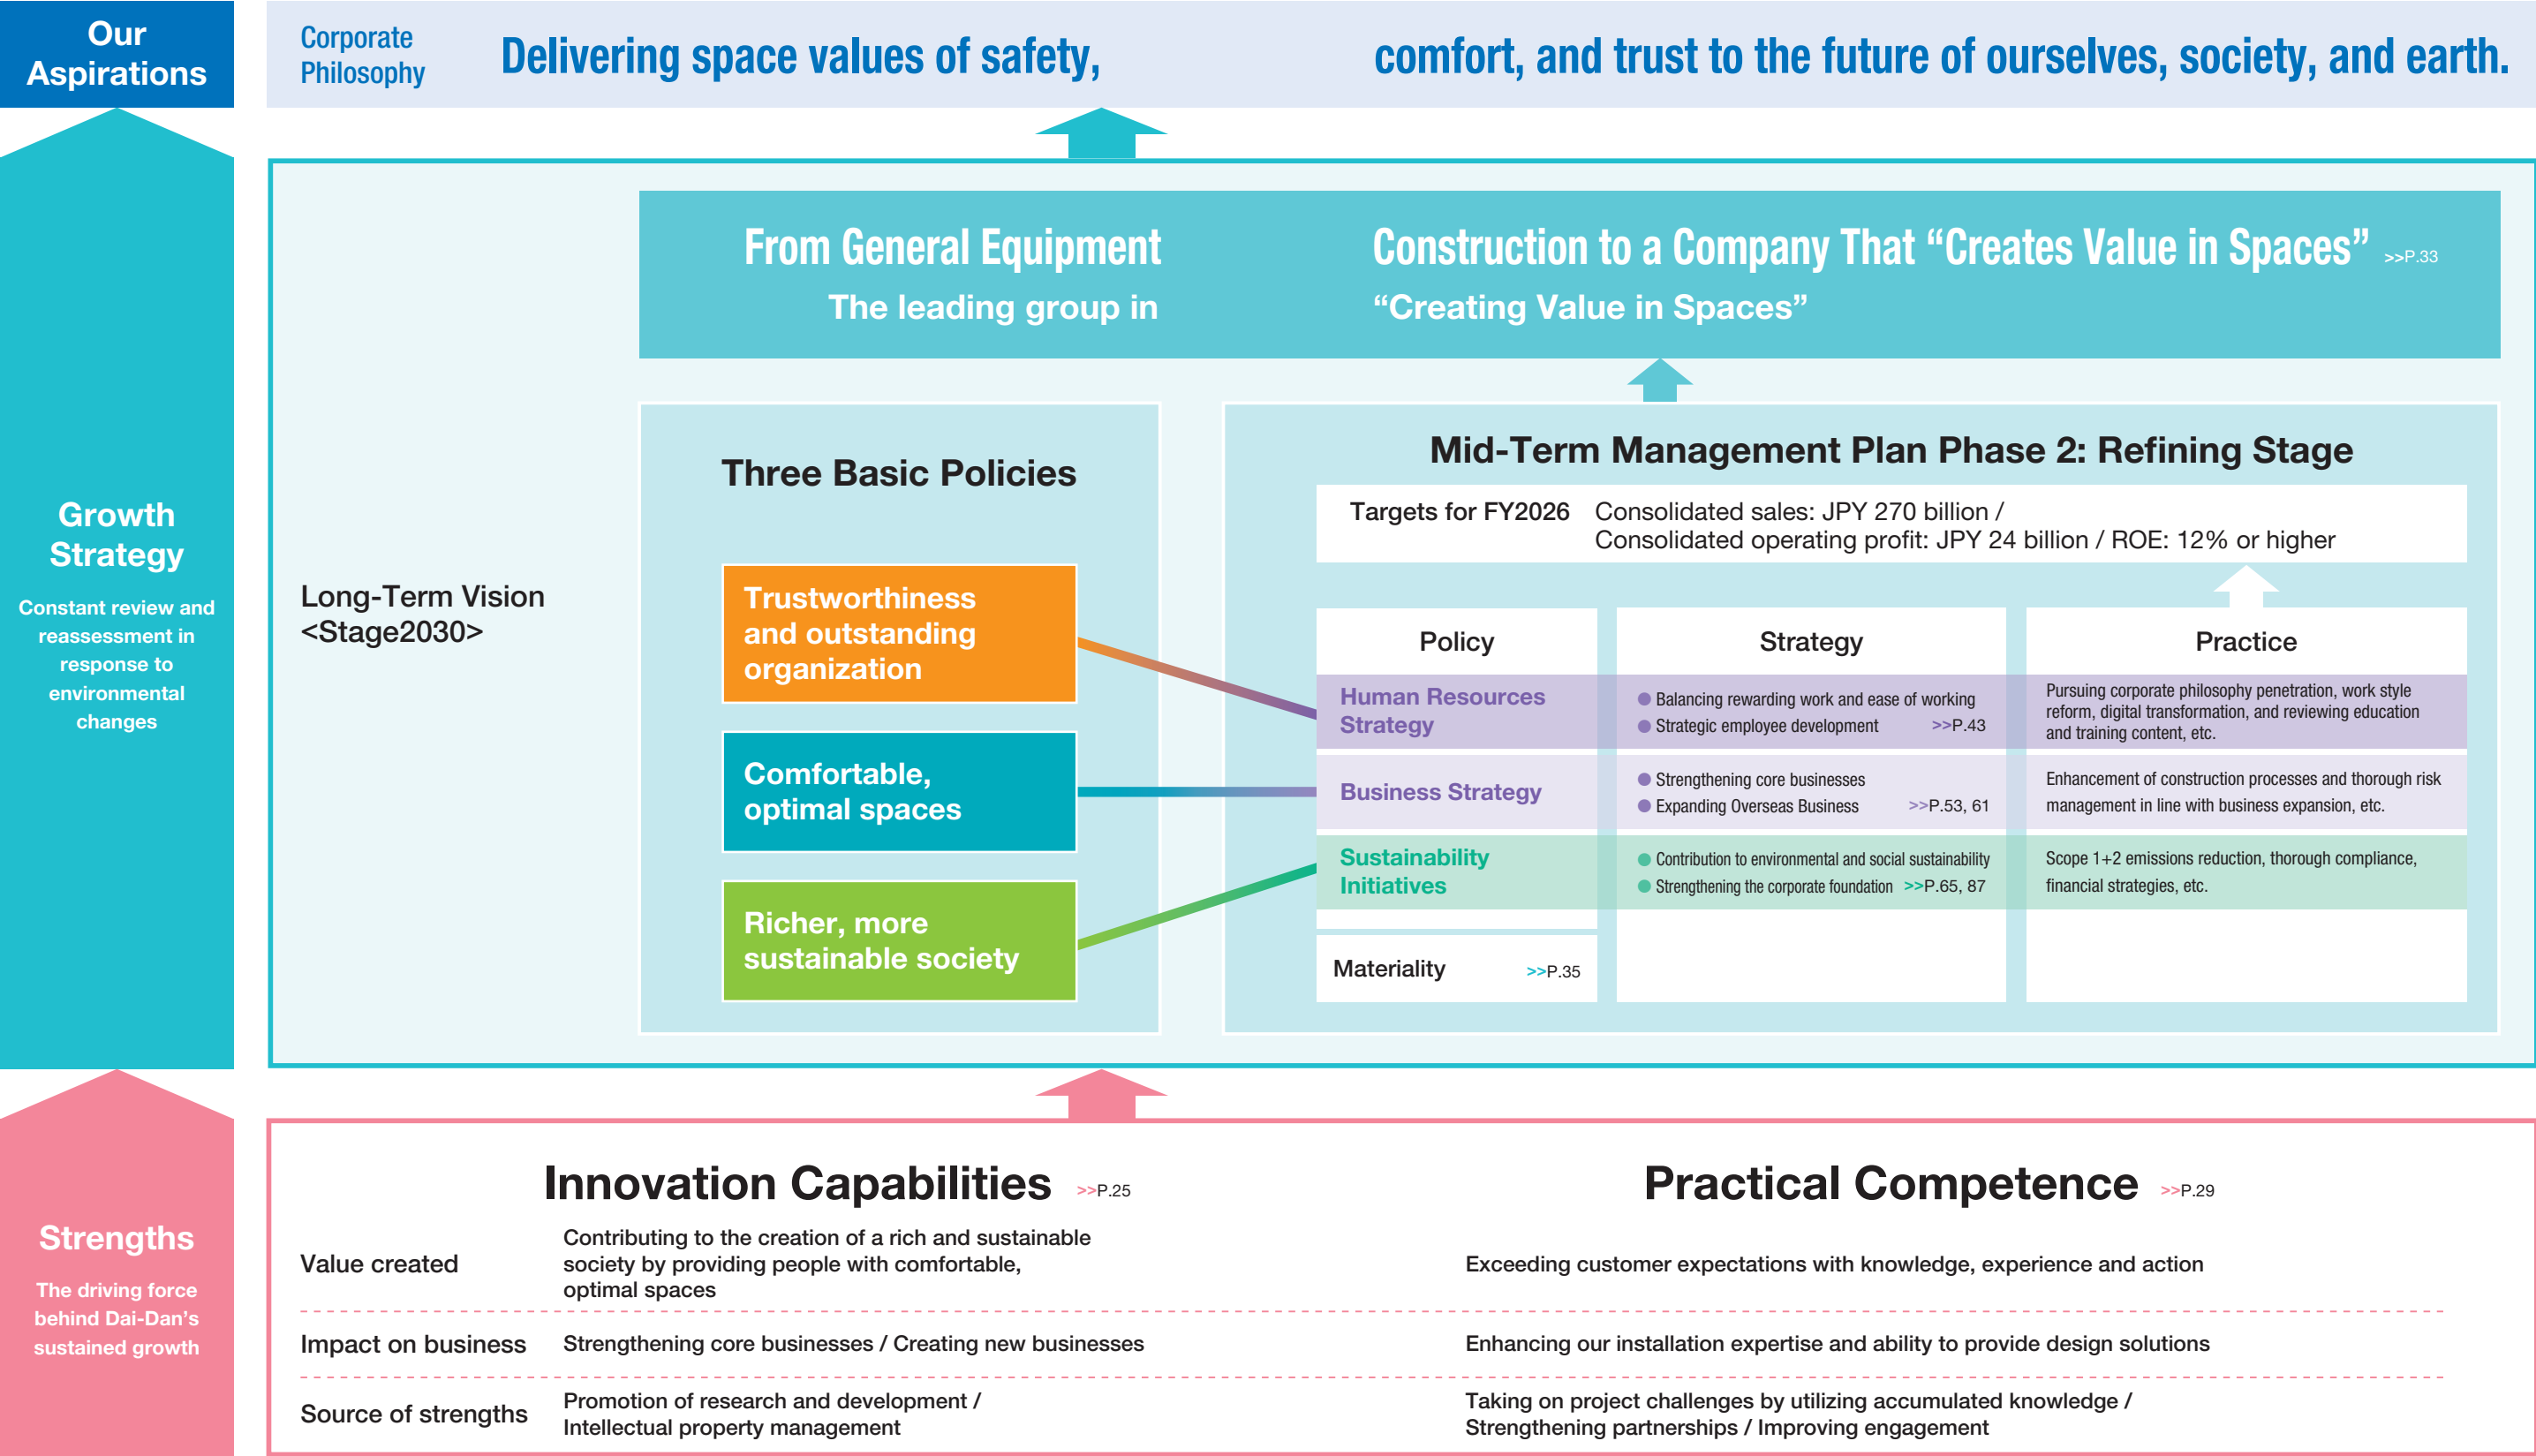 Our
Aspirations
Corporate
Philosophy
Delivering space values of safety, comfort, and trust to the future of ourselves, society, and earth.
Growth
Strategy
Constant review and
reassessment in
response to
environmental
changes
Long-Term Vision
<Stage2030>
From General Equipment Construction to a Company That “Creates Value in Spaces” >>P.33
The leading group in “Creating Value in Spaces”
Three Basic Policies
Trustworthiness
and outstanding
organization
Comfortable,
optimal spaces
Richer, more
sustainable society
Mid-Term Management Plan Phase 2: Refining Stage
Targets for FY2026 Consolidated sales: JPY 270 billion /
Consolidated operating profit: JPY 24 billion / ROE: 12% or higher
Policy
Strategy
Practice
Human Resources
Strategy
● Balancing rewarding work and ease of working
● Strategic employee development >>P.43
Pursuing corporate philosophy penetration, work style
reform, digital transformation, and reviewing education
and training content, etc.
Business Strategy
● Strengthening core businesses
● Expanding Overseas Business >>P.53, 61
Enhancement of construction processes and thorough risk
management in line with business expansion, etc.
Sustainability
Initiatives
● Contribution to environmental and social sustainability
● Strengthening the corporate foundation >>P.65, 87
Scope 1+2 emissions reduction, thorough compliance,
financial strategies, etc.
Materiality >>P.35
Strengths
The driving force
behind Dai-Dan’s
sustained growth
Innovation Capabilities >>P.25
Practical Competence >>P.29
Value created
Contributing to the creation of a rich and sustainable
society by providing people with comfortable,
optimal spaces
Exceeding customer expectations with knowledge, experience and action
Impact on business
Strengthening core businesses / Creating new businesses
Enhancing our installation expertise and ability to provide design solutions
Source of strengths
Promotion of research and development /
Intellectual property management
Taking on project challenges by utilizing accumulated knowledge /
Strengthening partnerships / Improving engagement